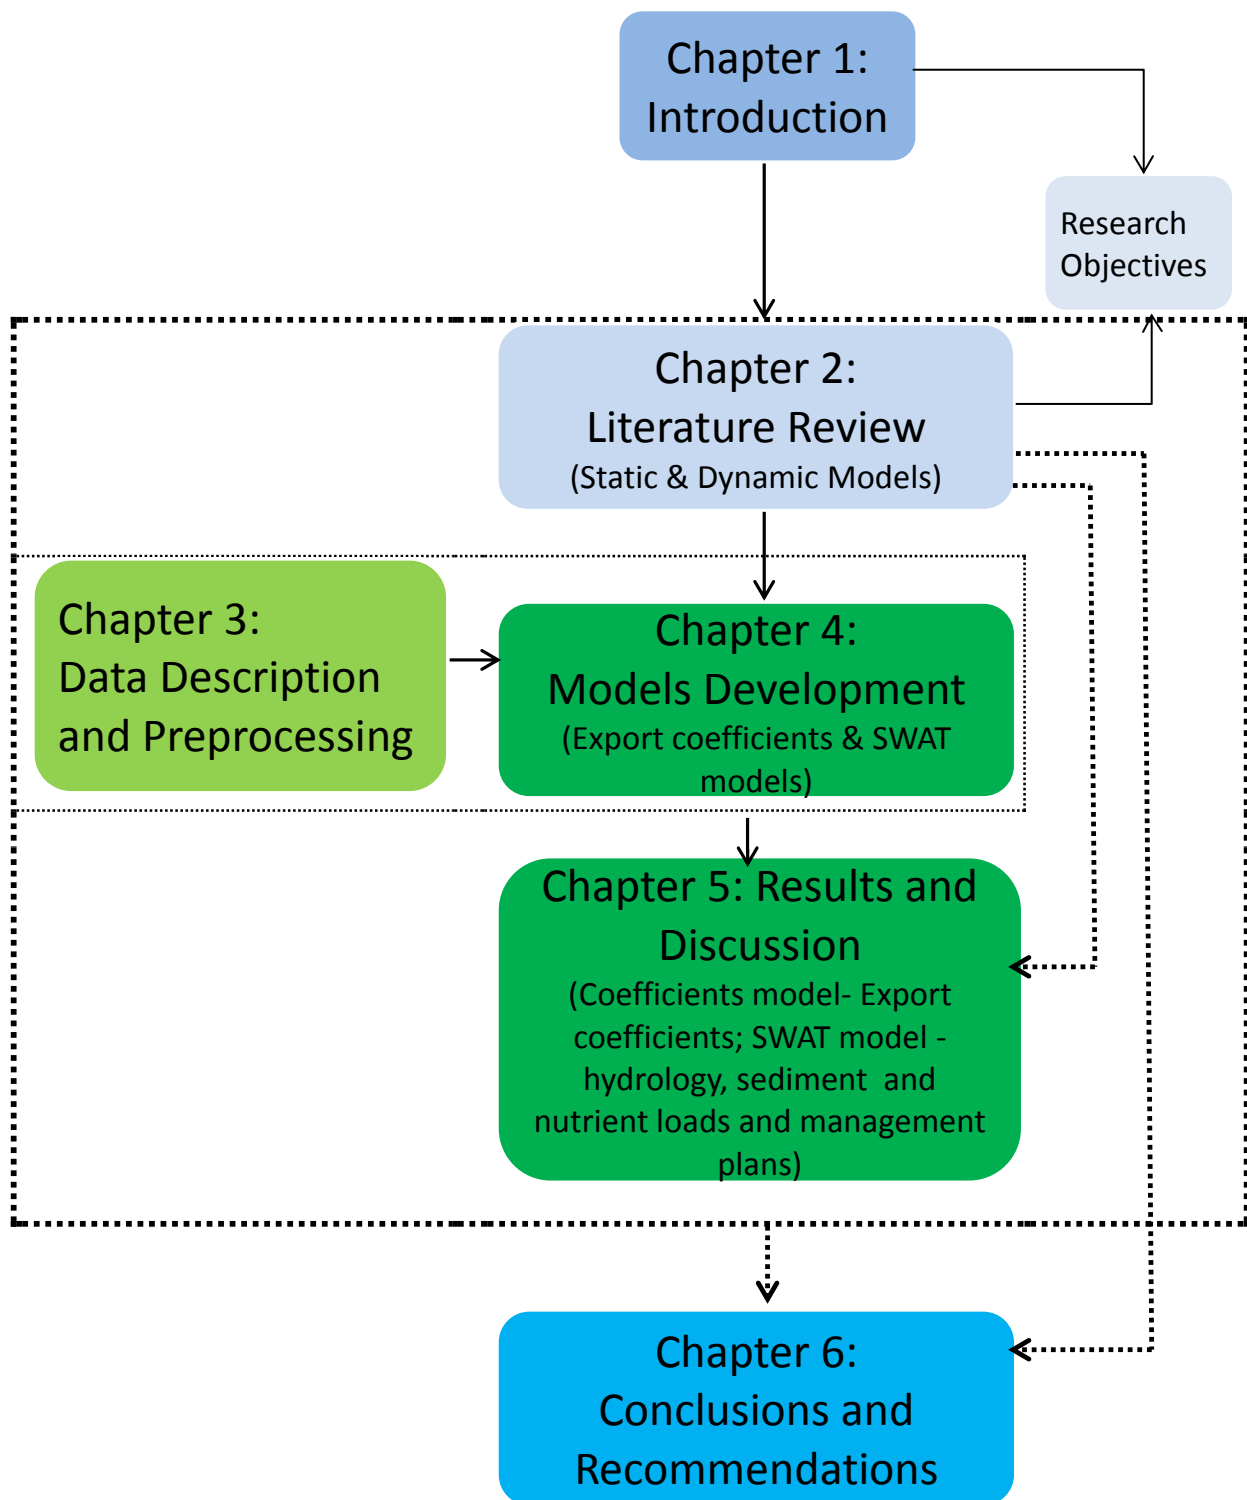 Chapter 1:
Introduction
Research
Objectives
Chapter 2:
Literature Review
(Static & Dynamic Models)
Chapter 3:
Data Description
and Preprocessing
Chapter 4:
Models Development
(Export coefficients & SWAT
models)
Chapter 5: Results and
Discussion
(Coefficients model- Export
coefficients; SWAT model -
hydrology, sediment  and
nutrient loads and management
plans)
Chapter 6:
Conclusions and
Recommendations